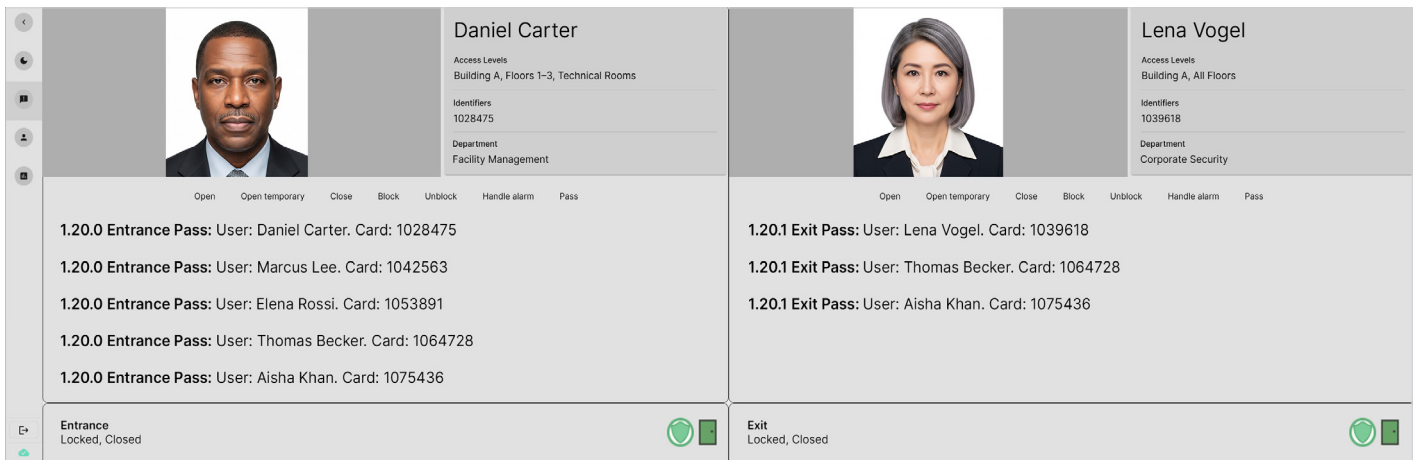 Daniel Carter
Access Levels
Building A, Floors 1–3, Technical Rooms
Identifiers
1028475
Department
Facility Management
Open Open temporary Close Block Unblock Handle alarm Pass
1.20.0 Entrance Pass: User: Daniel Carter. Card: 1028475
1.20.0 Entrance Pass: User: Marcus Lee. Card: 1042563
1.20.0 Entrance Pass: User: Elena Rossi. Card: 1053891
1.20.0 Entrance Pass: User: Thomas Becker. Card: 1064728
1.20.0 Entrance Pass: User: Aisha Khan. Card: 1075436
Entrance
Locked, Closed
Lena Vogel
Access Levels
Building A, All Floors
Identifiers
1039618
Department
Corporate Security
Open Open temporary Close Block Unblock Handle alarm Pass
1.20.1 Exit Pass: User: Lena Vogel. Card: 1039618
1.20.1 Exit Pass: User: Thomas Becker. Card: 1064728
1.20.1 Exit Pass: User: Aisha Khan. Card: 1075436
Exit
Locked, Closed